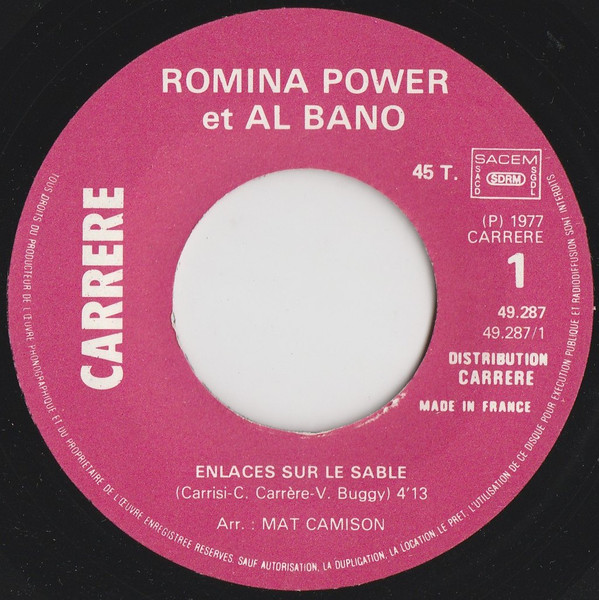 ROMINA POWER
et AL BANO
45 T.
SACEM
SACD
SDRM
SGDL
(P) 1977
CARRERE
1
49.287
49.287/1
DISTRIBUTION
CARRERE
MADE IN FRANCE
CARRERE
ENLACES SUR LE SABLE
(Carrisi-C. Carrère-V. Buggy) 4'13
Arr. : MAT CAMISON
TOUS DROITS DU PRODUCTEUR DE L'ŒUVRE PHONOGRAPHIQUE ET DU PROPRIETAIRE DE L'ŒUVRE ENREGISTREE RESERVES. SAUF AUTORISATION, LA DUPLICATION, LA LOCATION, LE PRET, L'UTILISATION DE CE DISQUE POUR EXECUTION PUBLIQUE ET RADIODIFFUSION SONT INTERDITS